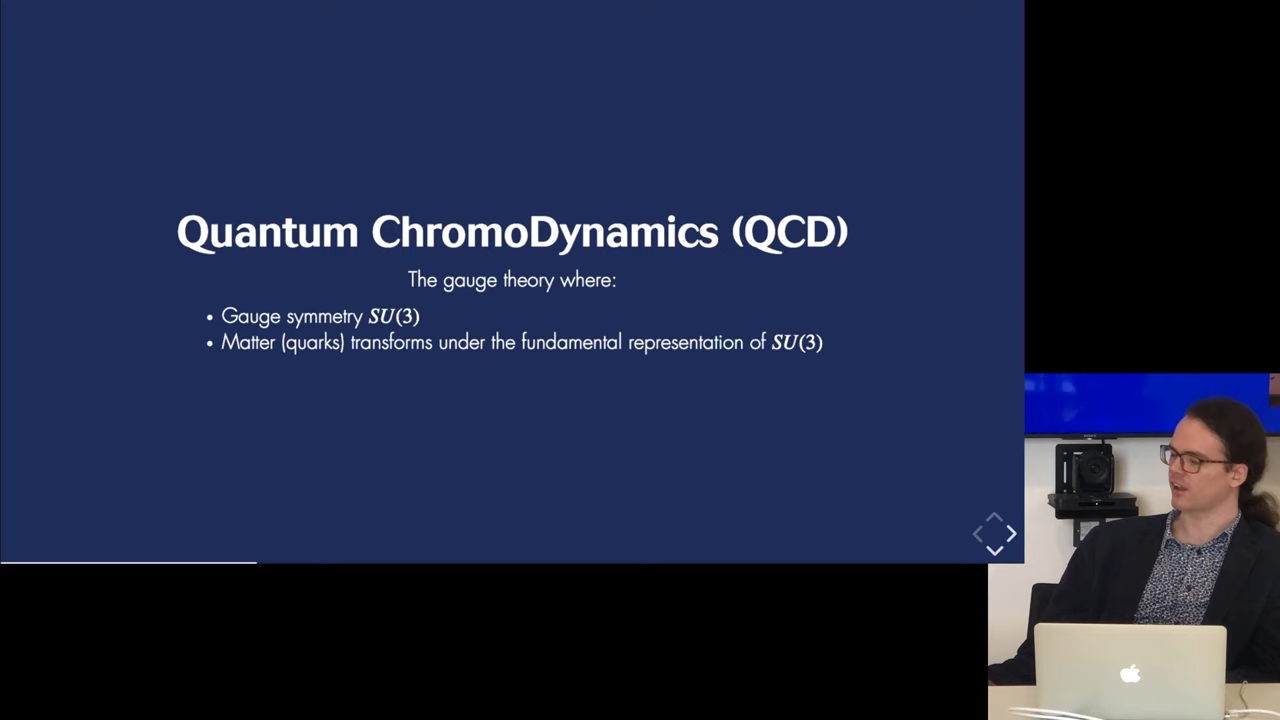 Quantum ChromoDynamics (QCD)
The gauge theory where:
• Gauge symmetry SU(3)
• Matter (quarks) transforms under the fundamental representation of SU(3)